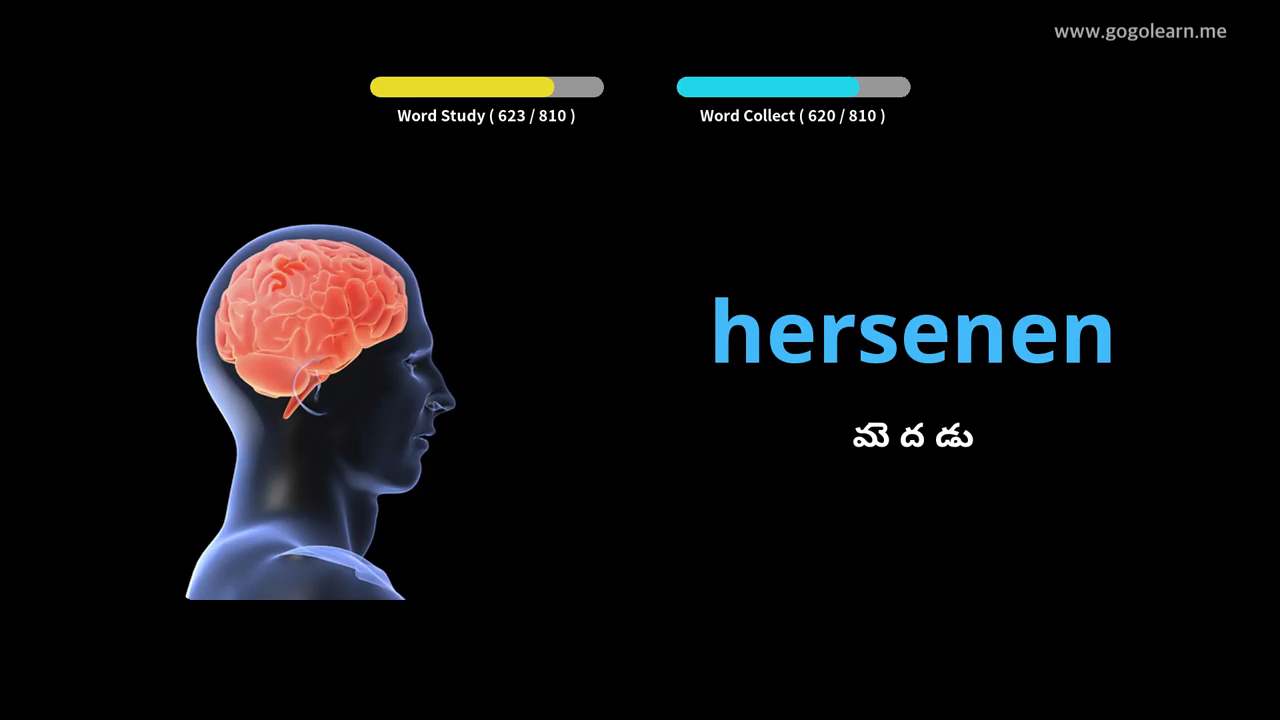 www.gogolearn.me
Word Study ( 623 / 810 )
Word Collect ( 620 / 810 )
hersenen
మెదడు